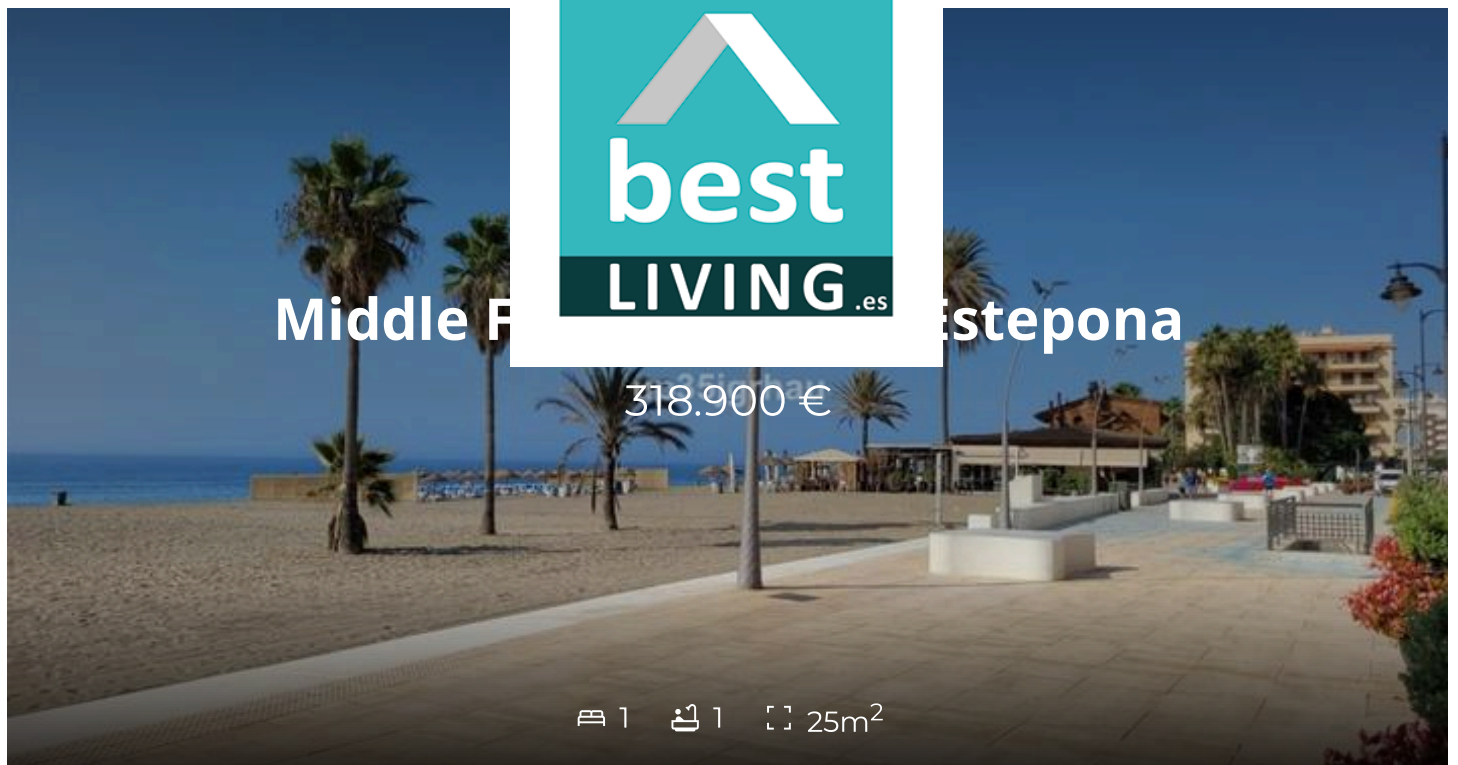 best
LIVING.es
Middle F Estepona
318.900 €
1 1 25m²